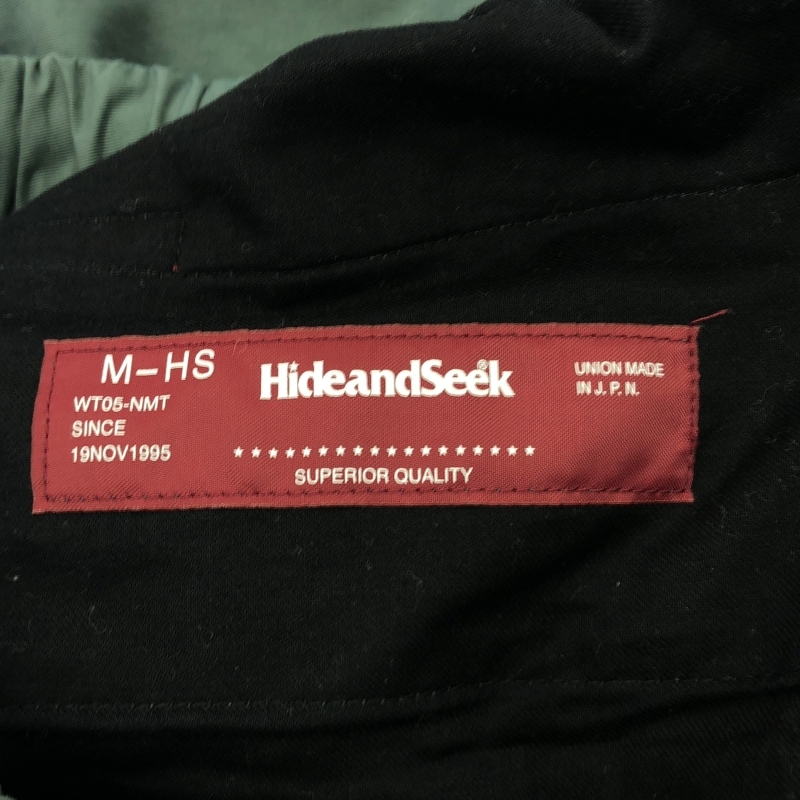 M-HS
WT05-NMT
SINCE
19NOV1995
HideandSeek®
★★★★★★★★★★★★★★★★★★
SUPERIOR QUALITY
UNION MADE
IN J. P. N.